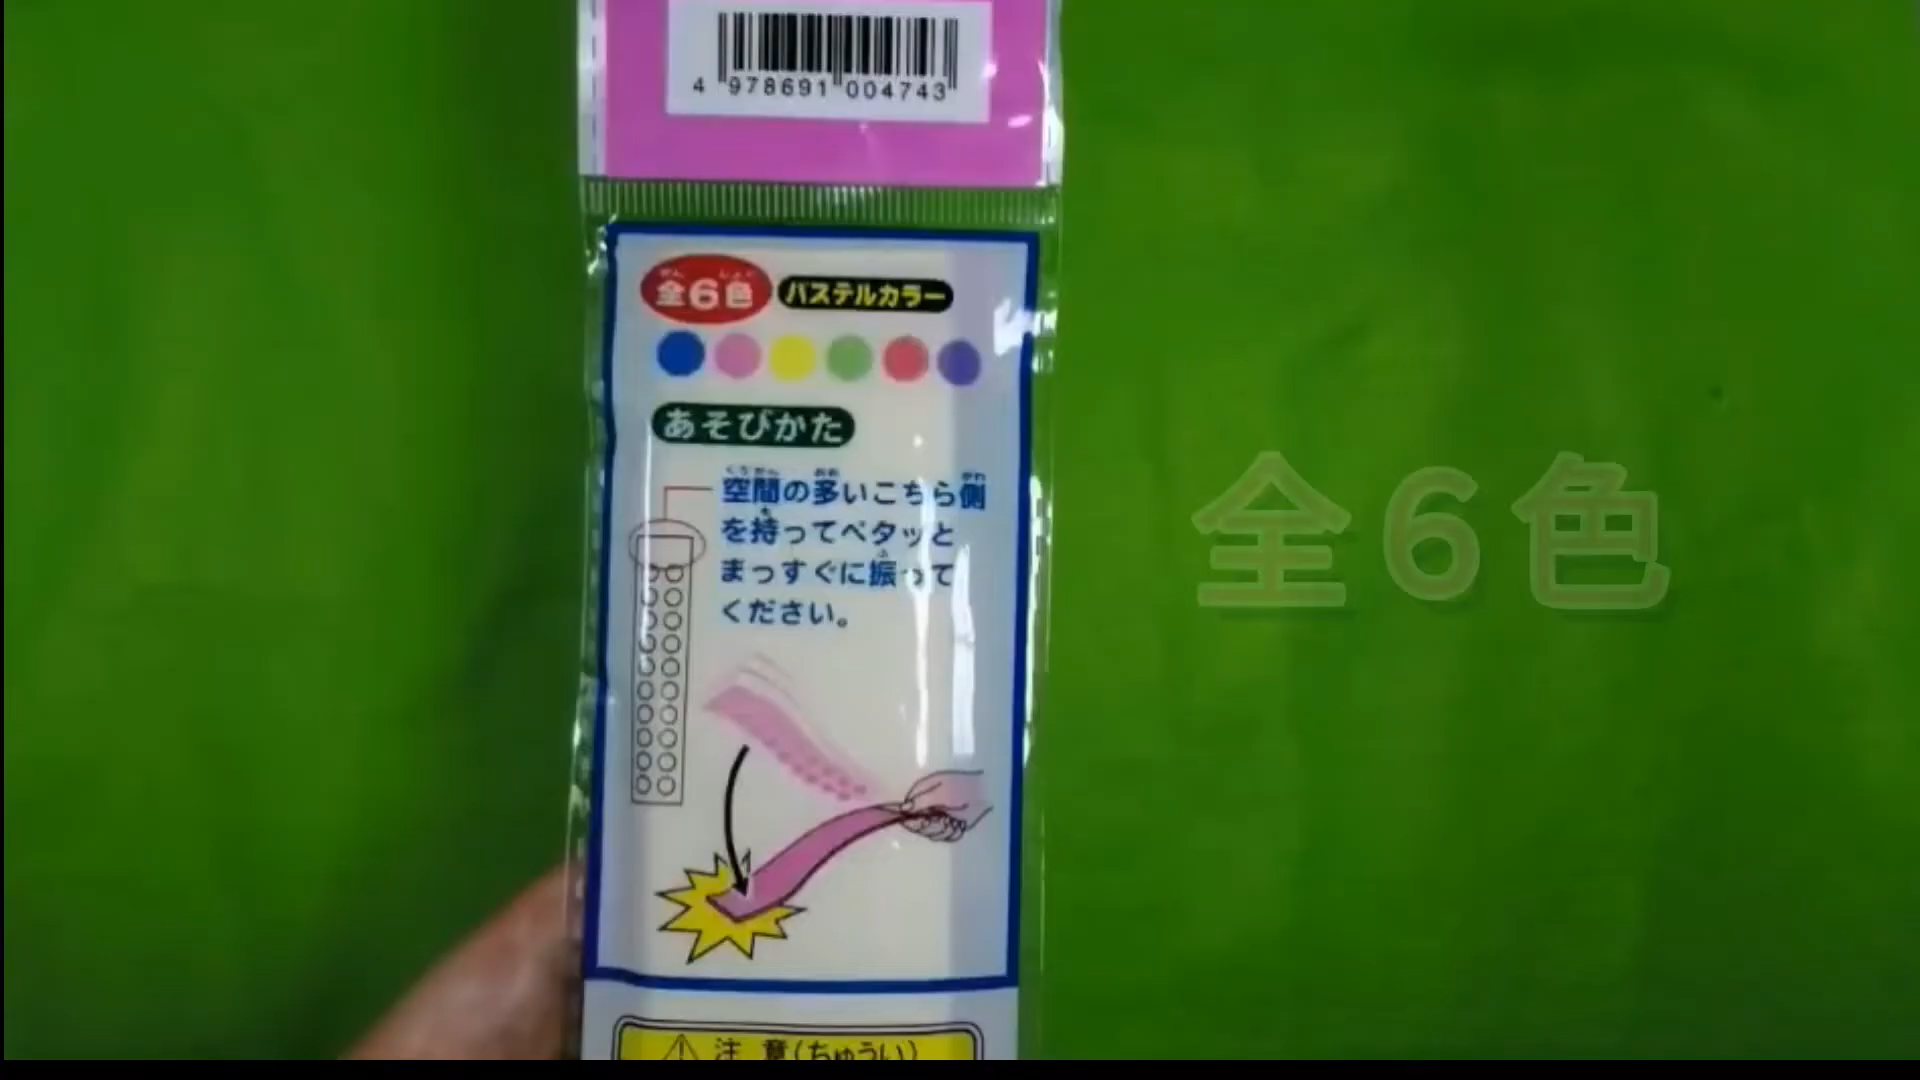 4 978691 004743
全6色 パステルカラー
あそびかた
空間の多いこちら側
を持ってペタッと
まっすぐに振って
ください。
全6色
注 意(ちゅうい)